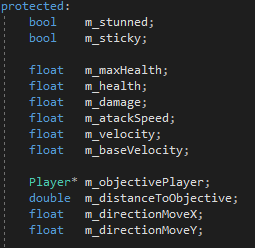 protected:
bool m_stunned;
bool m_sticky;
float m_maxHealth;
float m_health;
float m_damage;
float m_atackSpeed;
float m_velocity;
float m_baseVelocity;
Player* m_objectivePlayer;
double m_distanceToObjective;
float m_directionMoveX;
float m_directionMoveY;